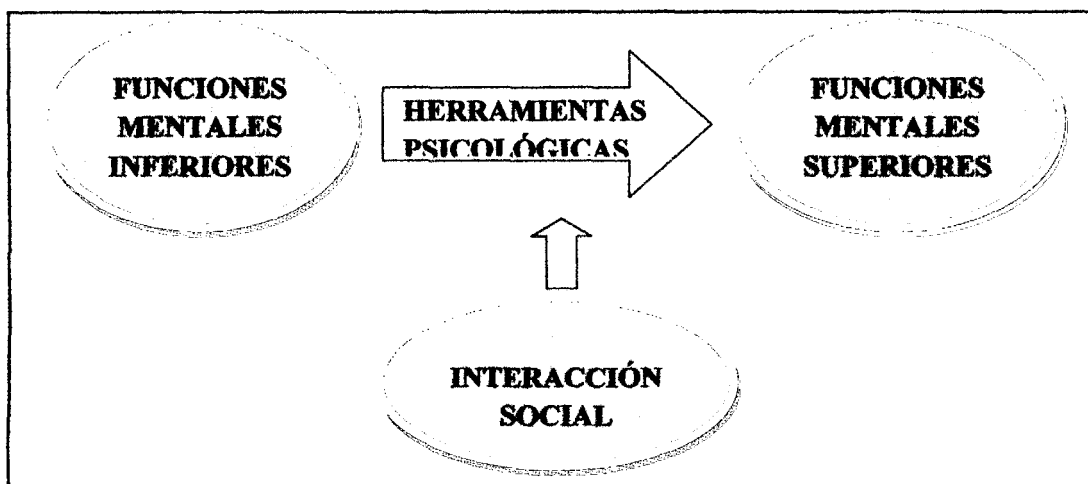 FUNCIONES
MENTALES
INFERIORES
HERRAMIENTAS
PSICOLÓGICAS
FUNCIONES
MENTALES
SUPERIORES
INTERACCIÓN
SOCIAL